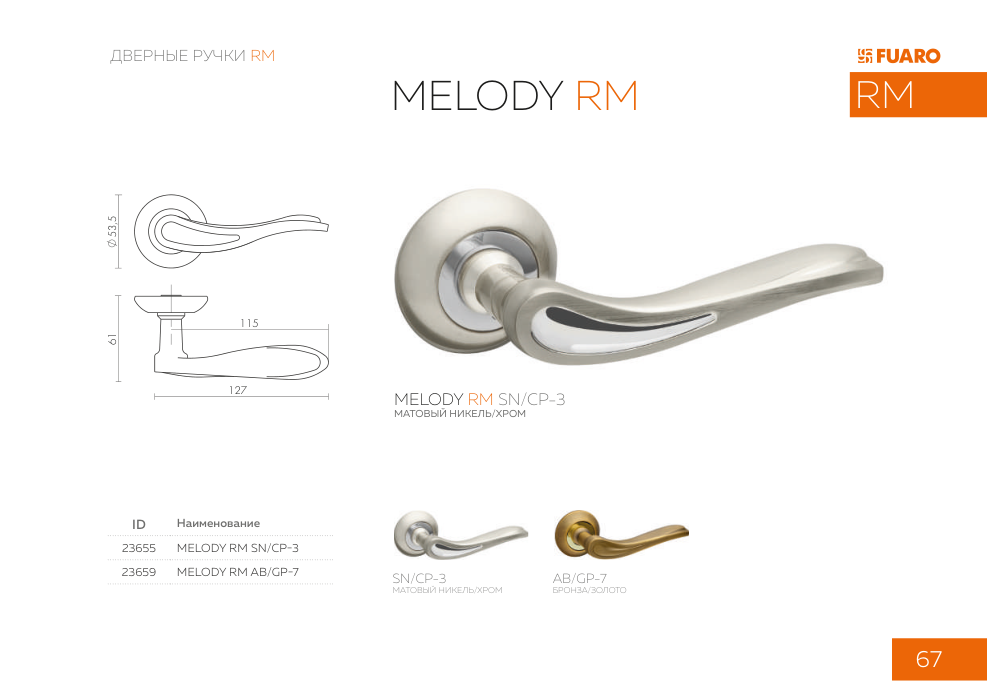 ДВЕРНЫЕ РУЧКИ RM
FUARO
RM
MELODY RM
Ø 53,5
61
115
127
MELODY RM SN/CP-3
МАТОВЫЙ НИКЕЛЬ/ХРОМ
ID Наименование
23655 MELODY RM SN/CP-3
23659 MELODY RM AB/GP-7
SN/CP-3
МАТОВЫЙ НИКЕЛЬ/ХРОМ
AB/GP-7
БРОНЗА/ЗОЛОТО
67